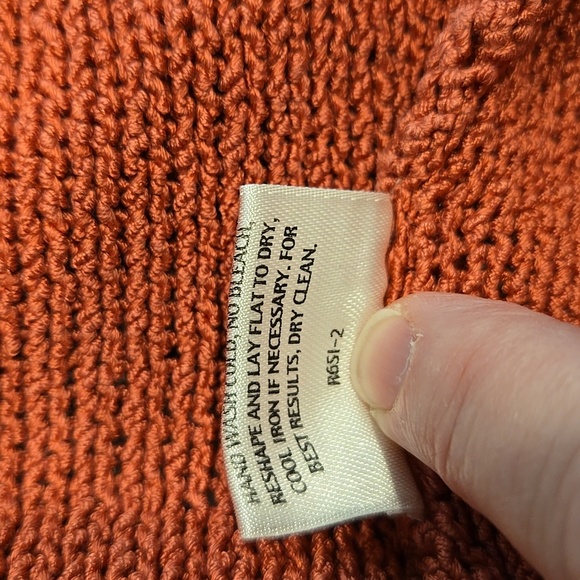 HAND WASH COLD, NO BLEACH,
RESHAPE AND LAY FLAT TO DRY,
COOL IRON IF NECESSARY. FOR
BEST RESULTS, DRY CLEAN.
R651-2